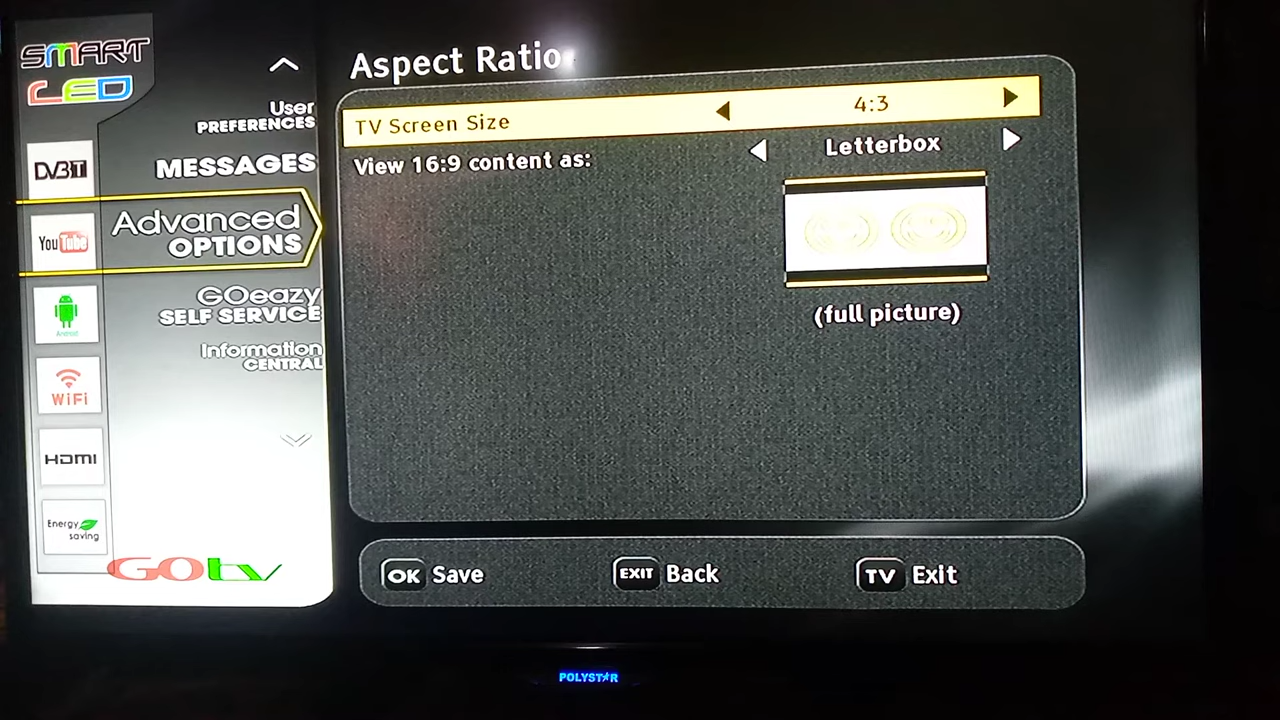 SMART
LED
DVB-T
YouTube
Android
WiFi
HDMI
Energy saving
User
PREFERENCES
MESSAGES
Advanced
OPTIONS
GOeazy
SELF SERVICE
Information
CENTRAL
GOtv
Aspect Ratio
TV Screen Size 4:3
View 16:9 content as: Letterbox
(full picture)
OK Save EXIT Back TV Exit
POLYSTAR